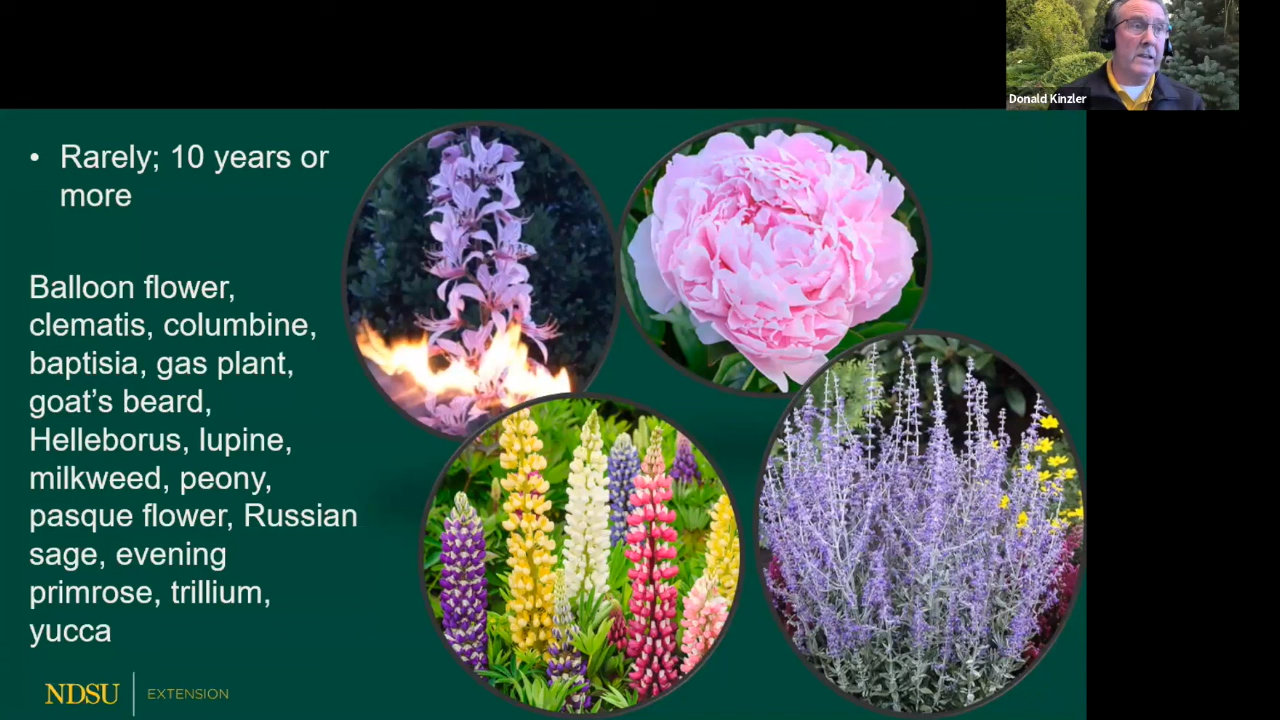 Donald Kinzler
• Rarely; 10 years or
more
Balloon flower,
clematis, columbine,
baptisia, gas plant,
goat’s beard,
Helleborus, lupine,
milkweed, peony,
pasque flower, Russian
sage, evening
primrose, trillium,
yucca
NDSU EXTENSION